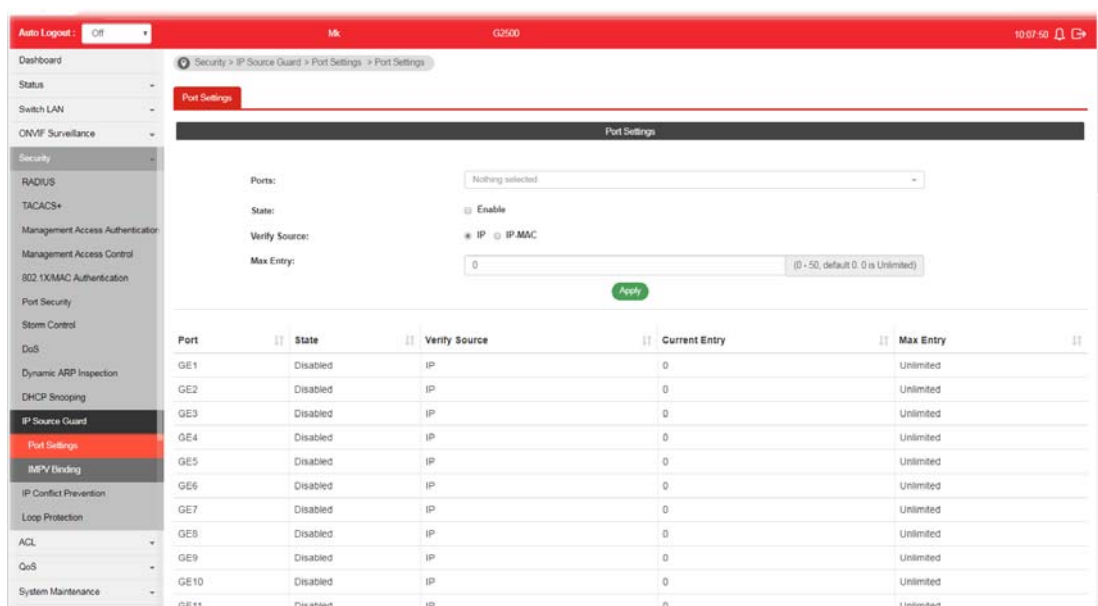 Auto Logout : Off Mk G2500 10:07:50
Dashboard
Status
Switch LAN
ONVIF Surveillance
Security
RADIUS
TACACS+
Management Access Authentication
Management Access Control
802.1X/MAC Authentication
Port Security
Storm Control
DoS
Dynamic ARP Inspection
DHCP Snooping
IP Source Guard
Port Settings
IMPV Binding
IP Conflict Prevention
Loop Protection
ACL
QoS
System Maintenance
Security > IP Source Guard > Port Settings > Port Settings
Port Settings
Port Settings
Ports: Nothing selected
State: Enable
Verify Source: IP IP-MAC
Max Entry: 0 (0 - 50, default 0. 0 is Unlimited)
Apply
Port State Verify Source Current Entry Max Entry
GE1 Disabled IP 0 Unlimited
GE2 Disabled IP 0 Unlimited
GE3 Disabled IP 0 Unlimited
GE4 Disabled IP 0 Unlimited
GE5 Disabled IP 0 Unlimited
GE6 Disabled IP 0 Unlimited
GE7 Disabled IP 0 Unlimited
GE8 Disabled IP 0 Unlimited
GE9 Disabled IP 0 Unlimited
GE10 Disabled IP 0 Unlimited
GE11 Disabled IP 0 Unlimited